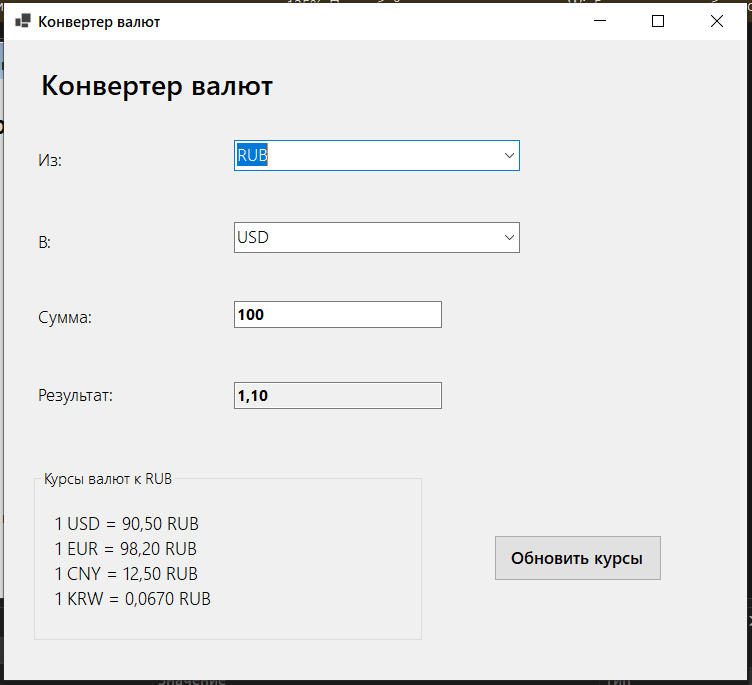 Конвертер валют
Конвертер валют
Из:
RUB
В:
USD
Сумма:
100
Результат:
1,10
Курсы валют к RUB
1 USD = 90,50 RUB
1 EUR = 98,20 RUB
1 CNY = 12,50 RUB
1 KRW = 0,0670 RUB
Обновить курсы